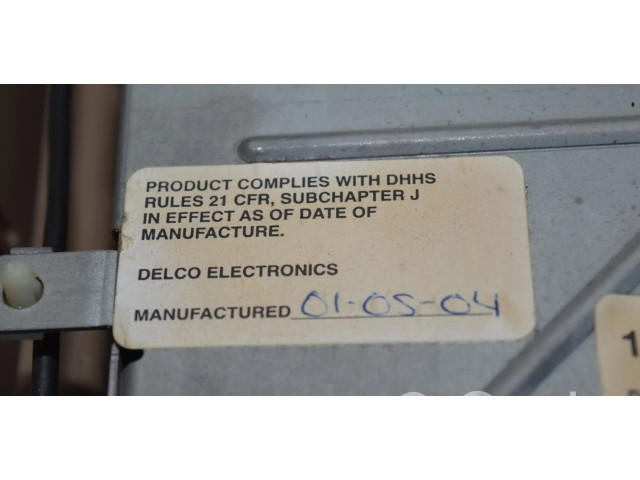 PRODUCT COMPLIES WITH DHHS
RULES 21 CFR, SUBCHAPTER J
IN EFFECT AS OF DATE OF
MANUFACTURE.
DELCO ELECTRONICS
MANUFACTURED 01-05-04
1